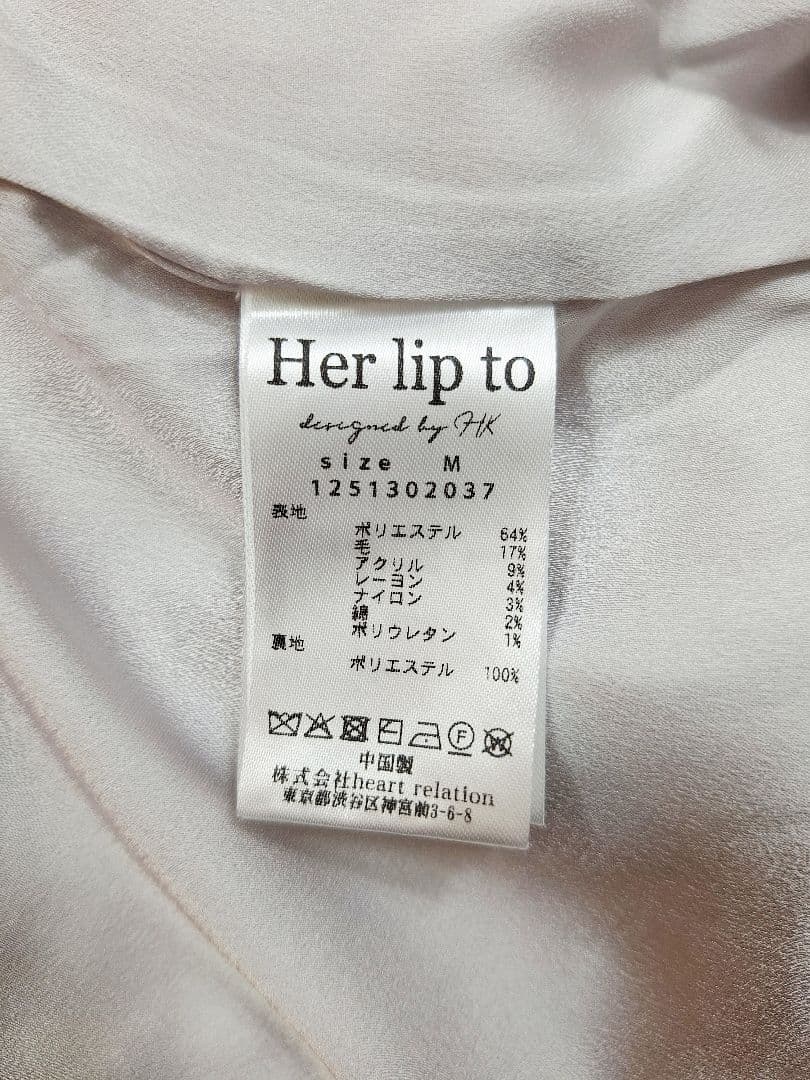 Her lip to
designed by HK
size M
1251302037
表地
ポリエステル 64%
毛 17%
アクリル 9%
レーヨン 4%
ナイロン 3%
綿 2%
ポリウレタン 1%
裏地
ポリエステル 100%
F W
中国製
株式会社heart relation
東京都渋谷区神宮前3-6-8